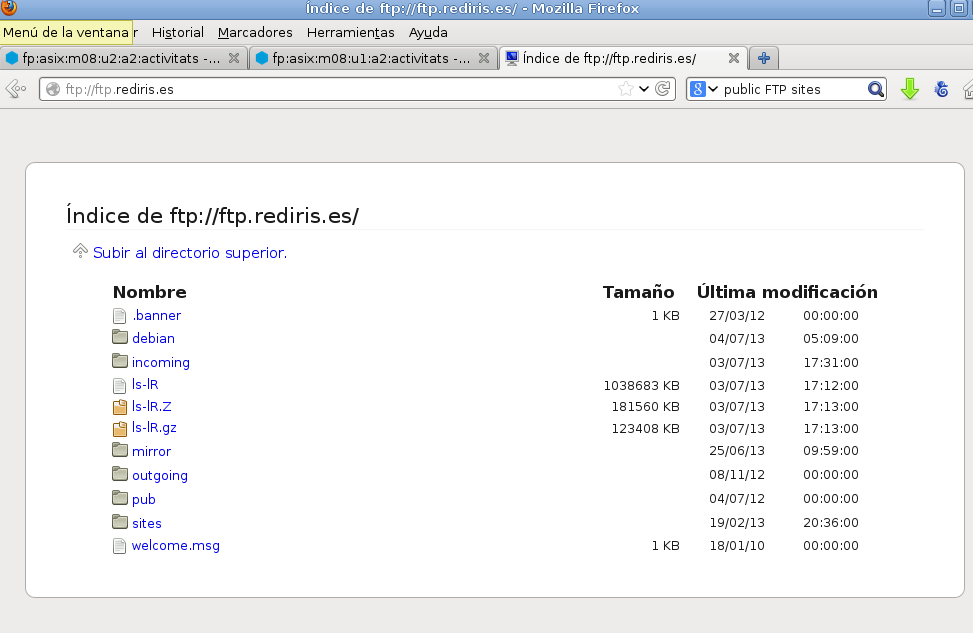 Índice de ftp://ftp.rediris.es/ - Mozilla Firefox
Menú de la ventana r Historial Marcadores Herramientas Ayuda
fp:asix:m08:u2:a2:activitats -... fp:asix:m08:u1:a2:activitats -... Índice de ftp://ftp.rediris.es/
ftp://ftp.rediris.es 8 public FTP sites
Índice de ftp://ftp.rediris.es/
Subir al directorio superior.
Nombre Tamaño Última modificación
.banner 1 KB 27/03/12 00:00:00
debian 04/07/13 05:09:00
incoming 03/07/13 17:31:00
ls-lR 1038683 KB 03/07/13 17:12:00
ls-lR.Z 181560 KB 03/07/13 17:13:00
ls-lR.gz 123408 KB 03/07/13 17:13:00
mirror 25/06/13 09:59:00
outgoing 08/11/12 00:00:00
pub 04/07/12 00:00:00
sites 19/02/13 20:36:00
welcome.msg 1 KB 18/01/10 00:00:00